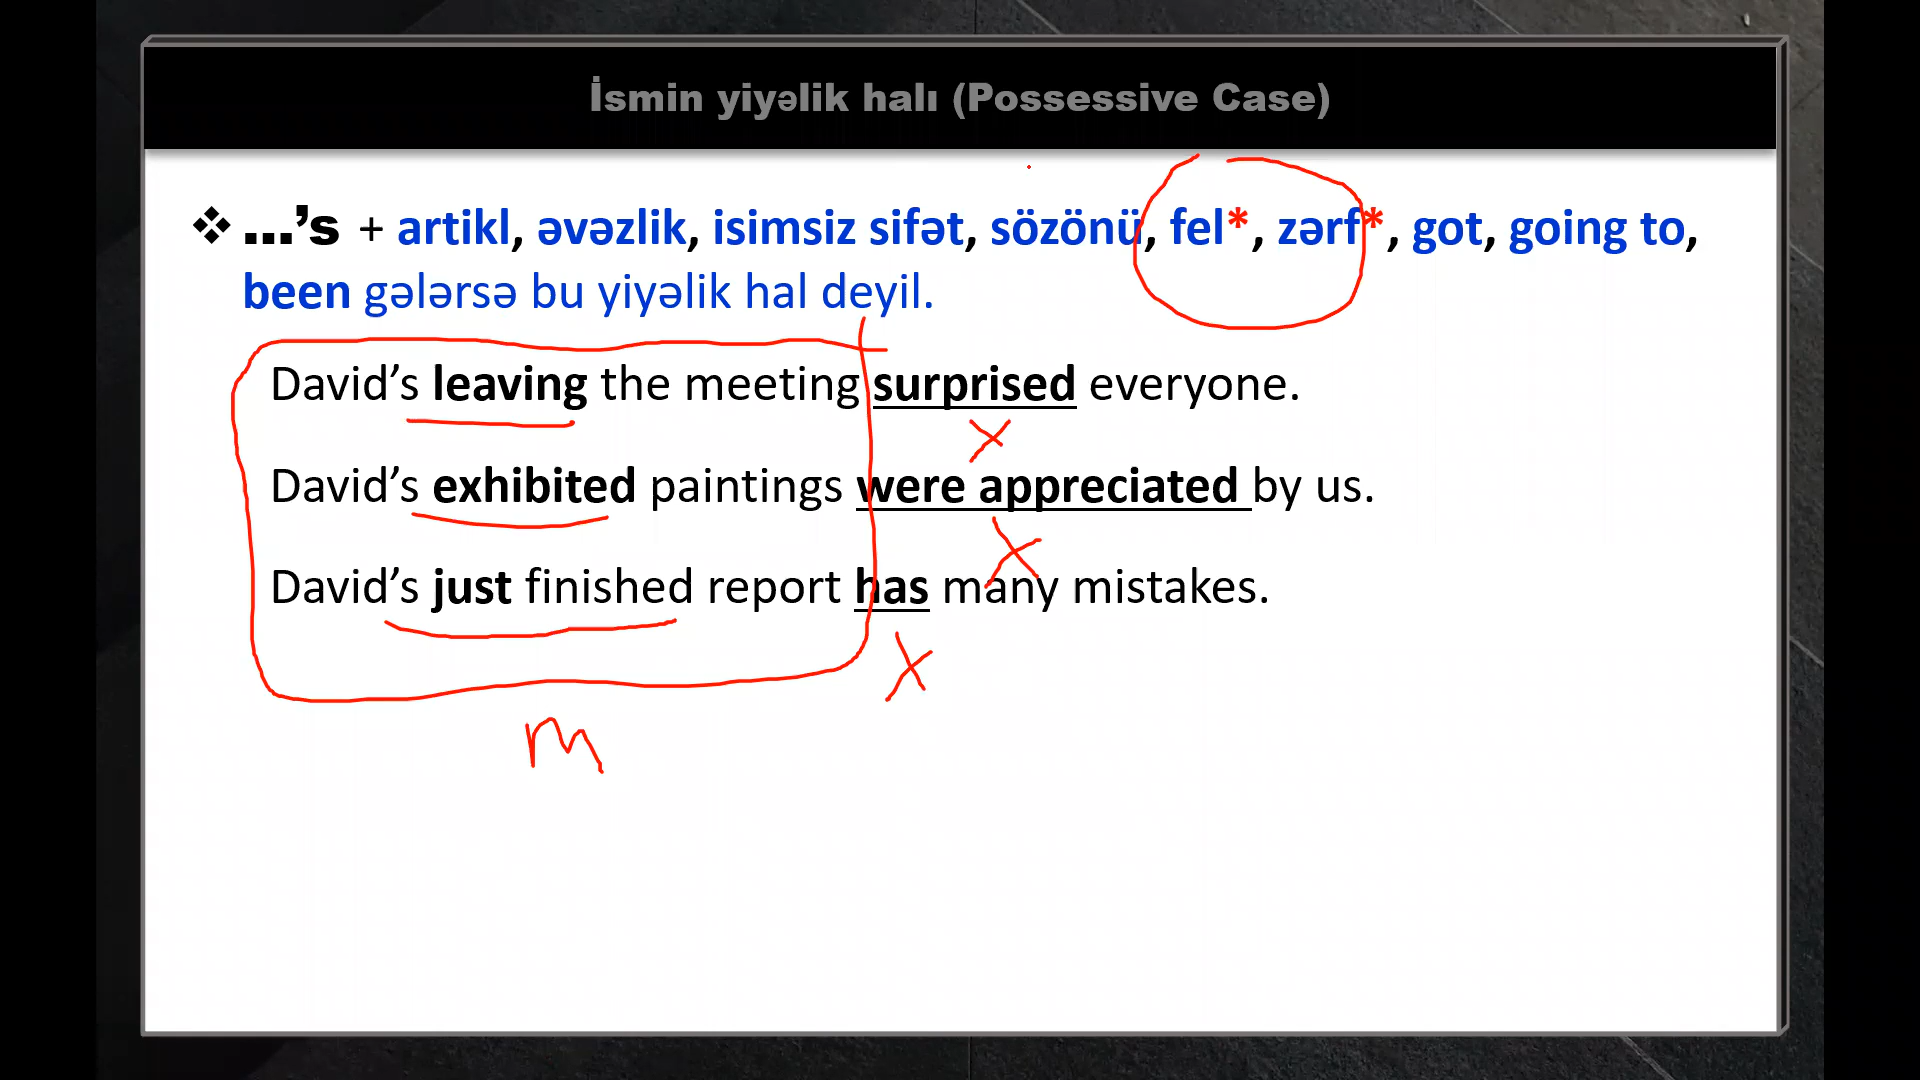 İsmin yiyəlik halı (Possessive Case)
❖ ...’s + artikl, əvəzlik, isimsiz sifət, sözönü, fel*, zərf*, got, going to,
been gələrsə bu yiyəlik hal deyil.
David’s leaving the meeting surprised everyone.
x
David’s exhibited paintings were appreciated by us.
x
David’s just finished report has many mistakes.
x
m